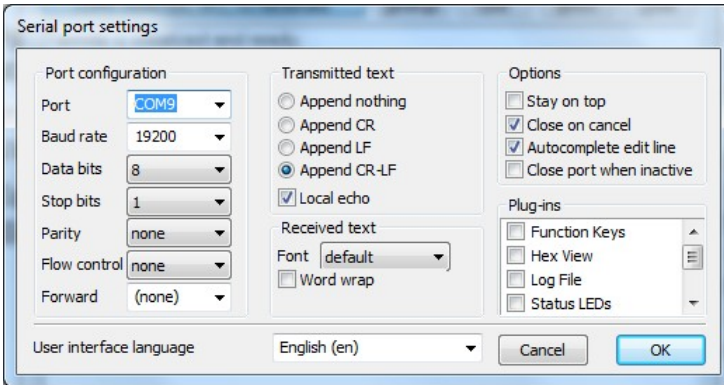 Serial port settings
Port configuration
Port COM9
Baud rate 19200
Data bits 8
Stop bits 1
Parity none
Flow control none
Forward (none)
Transmitted text
Append nothing
Append CR
Append LF
Append CR-LF
Local echo
Received text
Font default
Word wrap
Options
Stay on top
Close on cancel
Autocomplete edit line
Close port when inactive
Plug-ins
Function Keys
Hex View
Log File
Status LEDs
User interface language English (en) Cancel OK